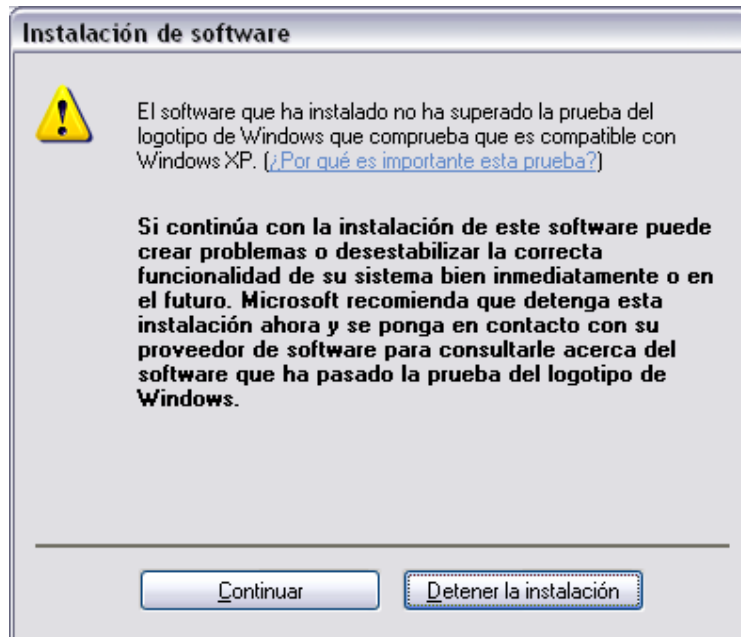 Instalación de software
El software que ha instalado no ha superado la prueba del
logotipo de Windows que comprueba que es compatible con
Windows XP. (¿Por qué es importante esta prueba?)
Si continúa con la instalación de este software puede
crear problemas o desestabilizar la correcta
funcionalidad de su sistema bien inmediatamente o en
el futuro. Microsoft recomienda que detenga esta
instalación ahora y se ponga en contacto con su
proveedor de software para consultarle acerca del
software que ha pasado la prueba del logotipo de
Windows.
Continuar
Detener la instalación